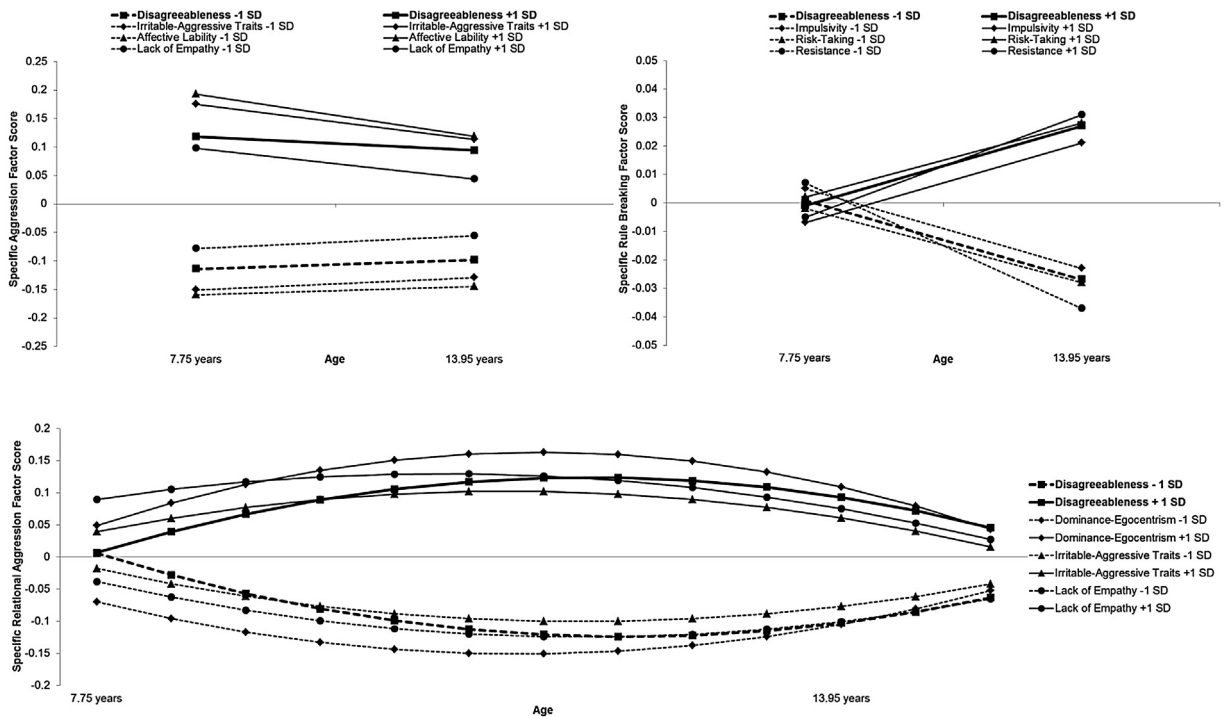 Disagreeableness -1 SD
Irritable-Aggressive Traits -1 SD
Affective Lability -1 SD
Lack of Empathy -1 SD
Disagreeableness +1 SD
Irritable-Aggressive Traits +1 SD
Affective Lability +1 SD
Lack of Empathy +1 SD
Specific Aggression Factor Score
0.25
0.2
0.15
0.1
0.05
0
-0.05
-0.1
-0.15
-0.2
-0.25
7.75 years
Age
13.95 years
Disagreeableness -1 SD
Impulsivity -1 SD
Risk-Taking -1 SD
Resistance -1 SD
Disagreeableness +1 SD
Impulsivity +1 SD
Risk-Taking +1 SD
Resistance +1 SD
Specific Rule Breaking Factor Score
0.05
0.04
0.03
0.02
0.01
0
-0.01
-0.02
-0.03
-0.04
-0.05
7.75 years
Age
13.95 years
Specific Relational Aggression Factor Score
0.2
0.15
0.1
0.05
0
-0.05
-0.1
-0.15
-0.2
7.75 years
13.95 years
Age
Disagreeableness - 1 SD
Disagreeableness + 1 SD
Dominance-Egocentrism -1 SD
Dominance-Egocentrism +1 SD
Irritable-Aggressive Traits -1 SD
Irritable-Aggressive Traits +1 SD
Lack of Empathy -1 SD
Lack of Empathy +1 SD